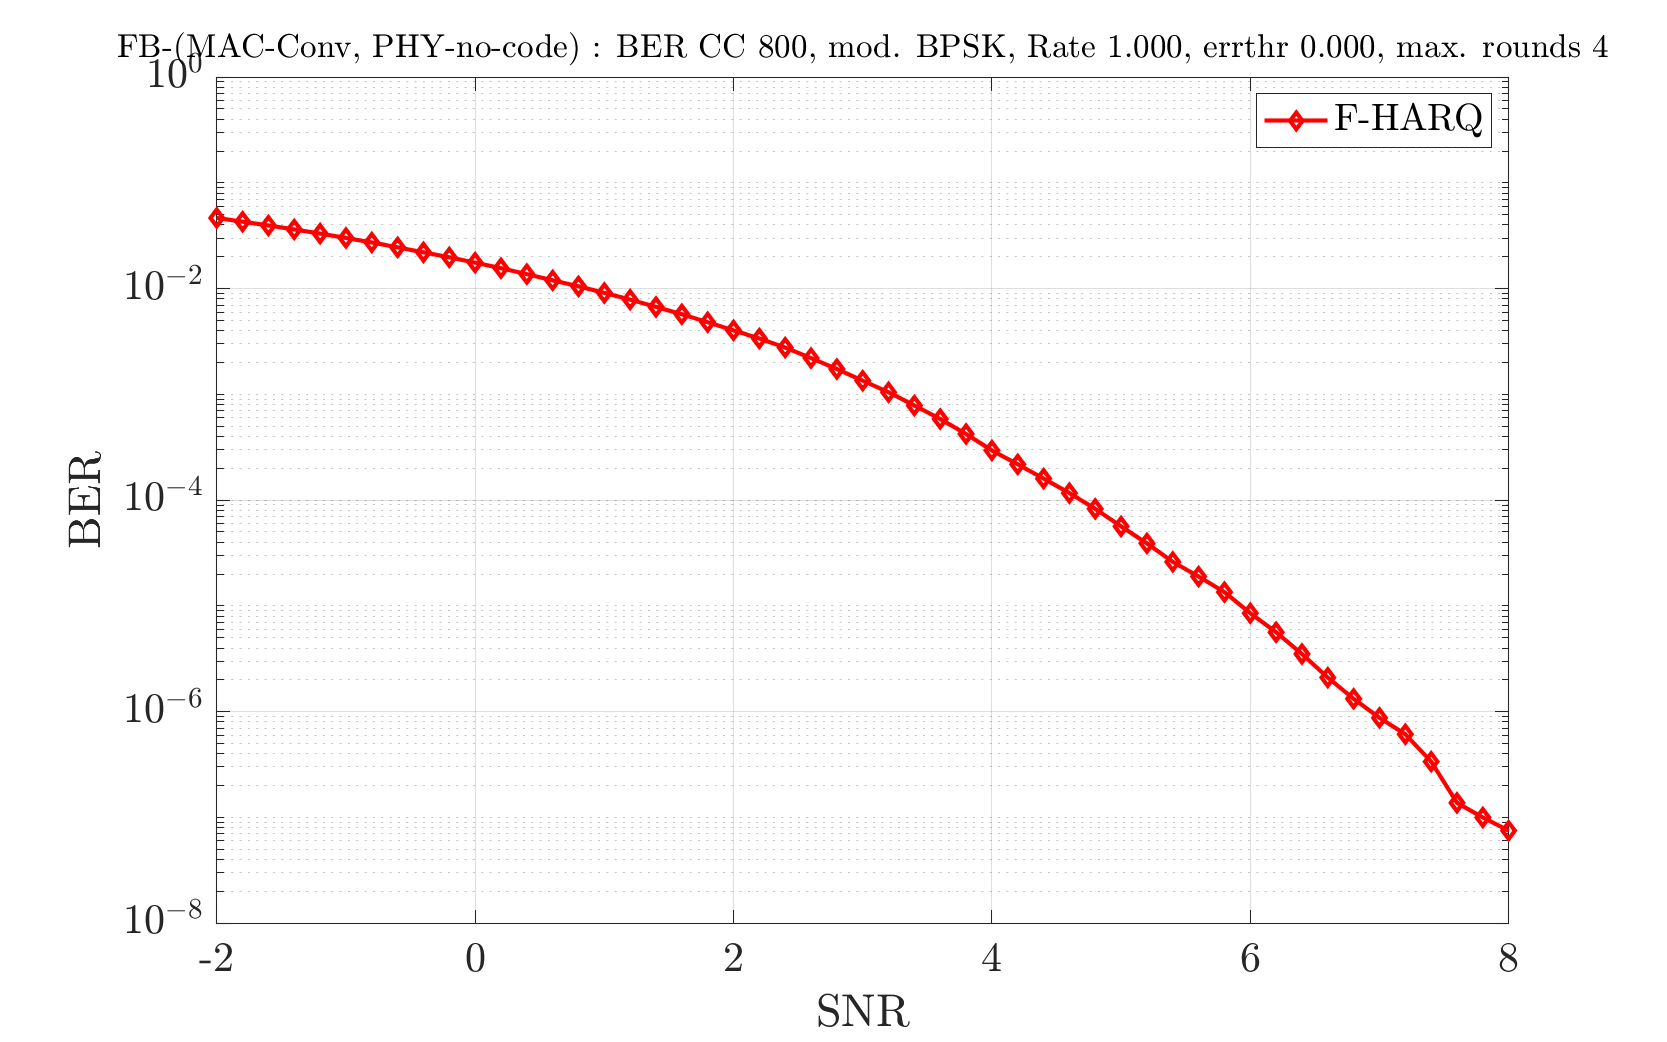 FB-(MAC-Conv, PHY-no-code) : BER CC 800, mod. BPSK, Rate 1.000, errthr 0.000, max. rounds 4
10^0
F-HARQ
10^-2
BER
10^-4
10^-6
10^-8
-2 0 2 4 6 8
SNR